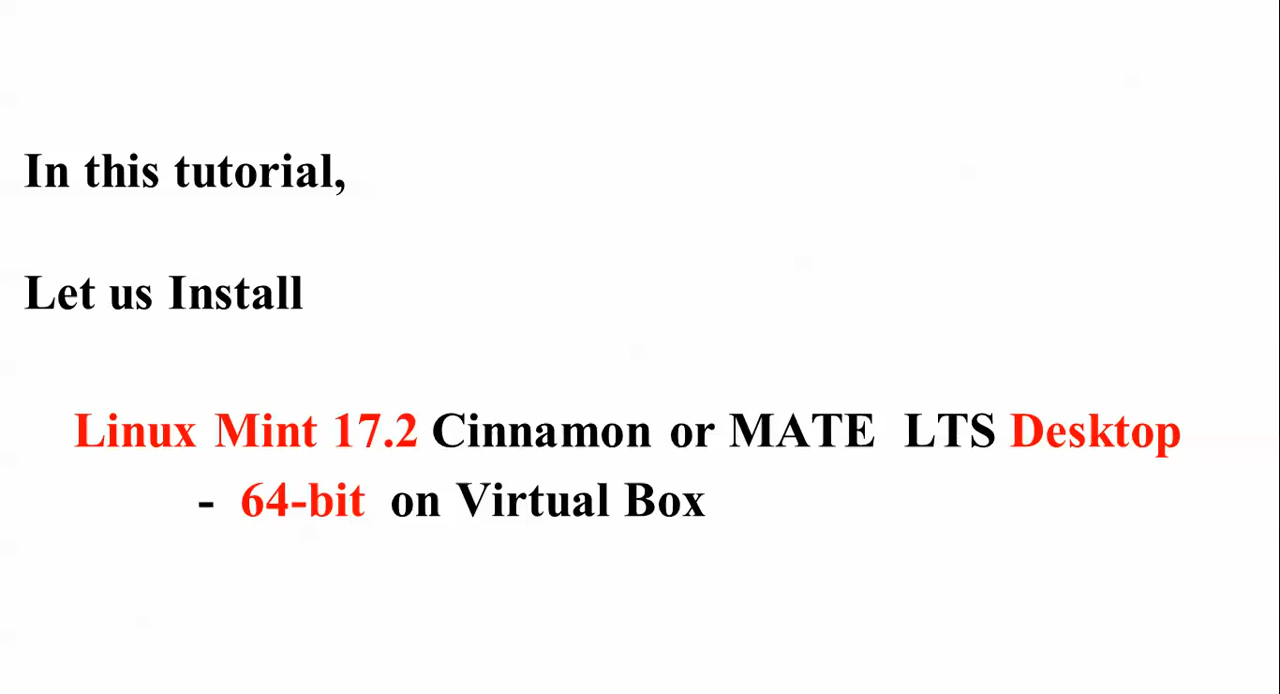 In this tutorial,
Let us Install
Linux Mint 17.2 Cinnamon or MATE LTS Desktop
- 64-bit on Virtual Box